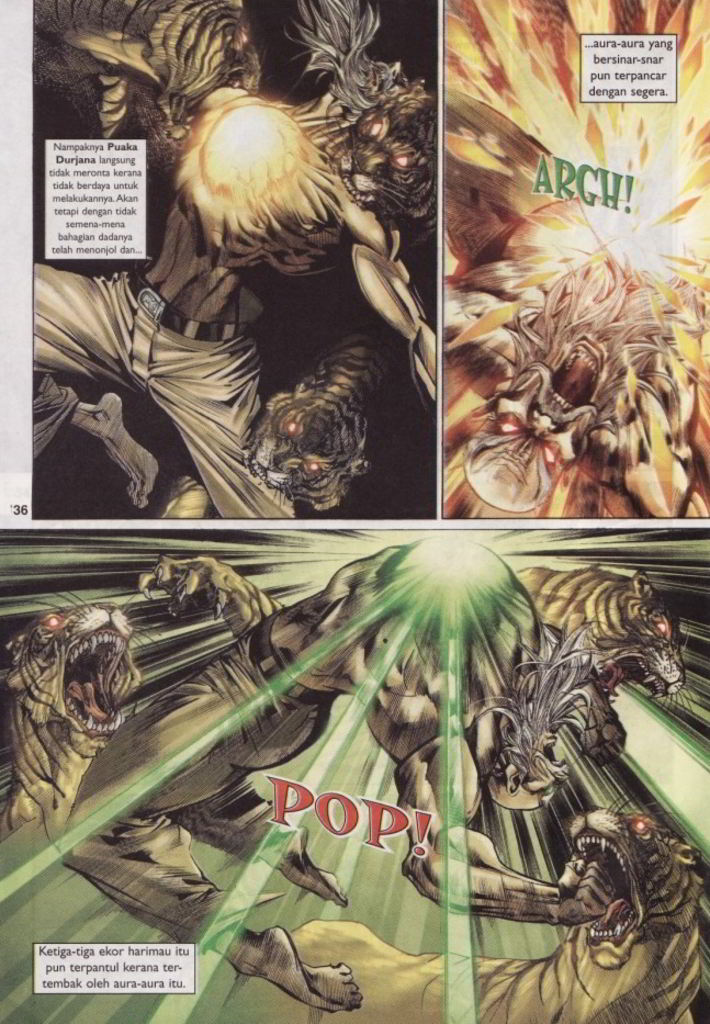 Nampaknya Puaka
Durjana langsung
tidak meronta kerana
tidak berdaya untuk
melakukannya. Akan
tetapi dengan tidak
semena-mena
bahagian dadanya
telah menonjol dan...
...aura-aura yang
bersinar-snar
pun terpancar
dengan segera.
ARGH!
'36
POP!
Ketiga-tiga ekor harimau itu
pun terpantul kerana ter-
tembak oleh aura-aura itu.